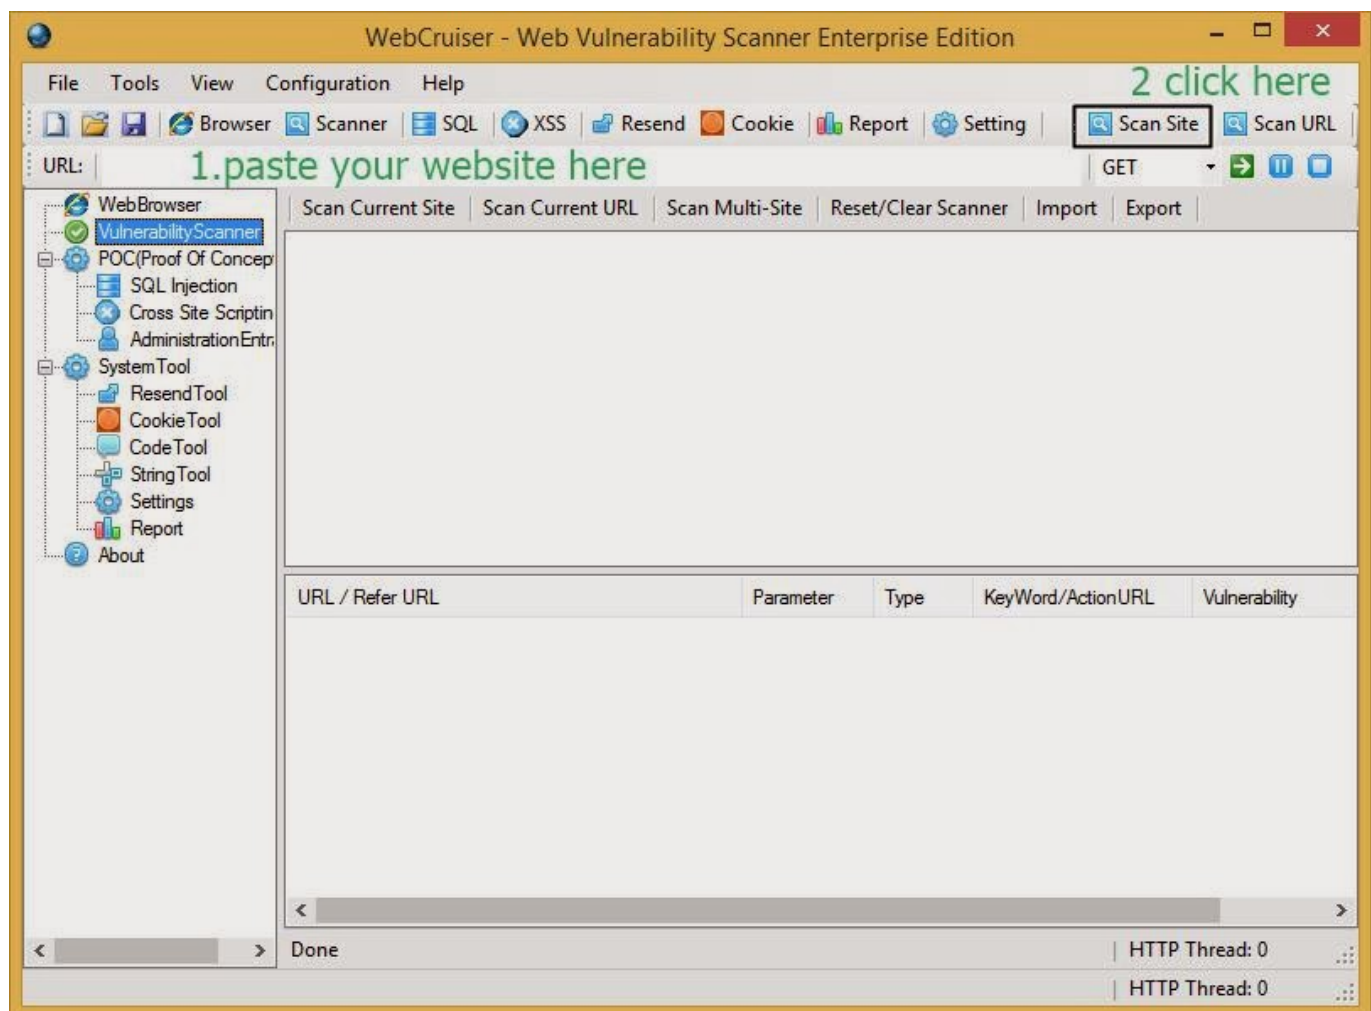 WebCruiser - Web Vulnerability Scanner Enterprise Edition
File Tools View Configuration Help
2 click here
Browser Scanner SQL XSS Resend Cookie Report Setting Scan Site Scan URL
URL: 1.paste your website here GET
WebBrowser
Scan Current Site Scan Current URL Scan Multi-Site Reset/Clear Scanner Import Export
VulnerabilityScanner
POC(Proof Of Concep
SQL Injection
Cross Site Scriptin
AdministrationEntr
SystemTool
ResendTool
CookieTool
CodeTool
StringTool
Settings
Report
About
URL / Refer URL Parameter Type KeyWord/ActionURL Vulnerability
Done HTTP Thread: 0
HTTP Thread: 0